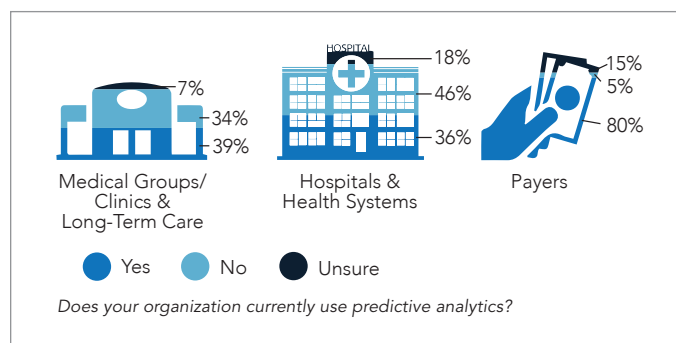 HOSPITAL
7%
34%
39%
18%
46%
36%
15%
5%
80%
Medical Groups/
Clinics &
Long-Term Care
Hospitals &
Health Systems
Payers
Yes
No
Unsure
Does your organization currently use predictive analytics?